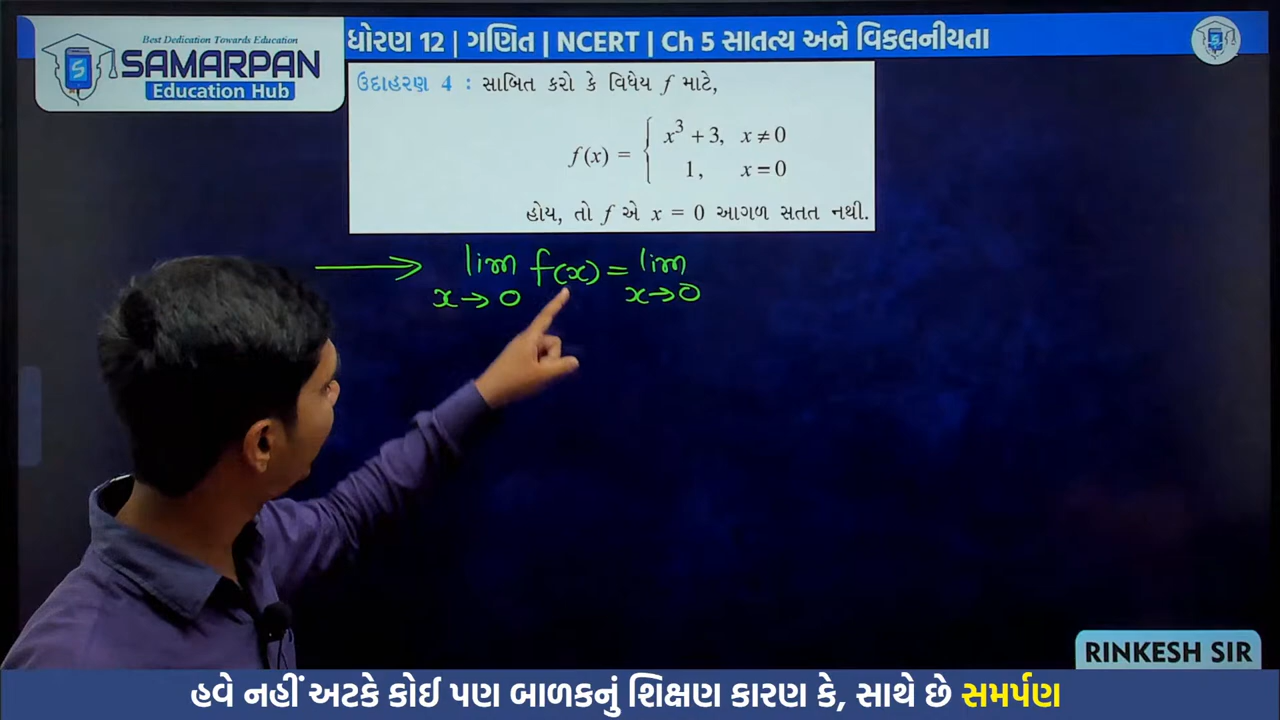 Best Dedication Towards Education
SAMARPAN
Education Hub
ધોરણ 12 | ગણિત | NCERT | Ch 5 સાતત્ય અને વિકલનીયતા
ઉદાહરણ 4 : સાબિત કરો કે વિધેય f માટે,
f(x) = { x³ + 3, x ≠ 0
1, x = 0
હોય, તો f એ x = 0 આગળ સતત નથી.
→ lim f(x) = lim
x→0 x→0
RINKESH SIR
હવે નહીં અટકે કોઈ પણ બાળકનું શિક્ષણ કારણ કે, સાથે છે સમર્પણ